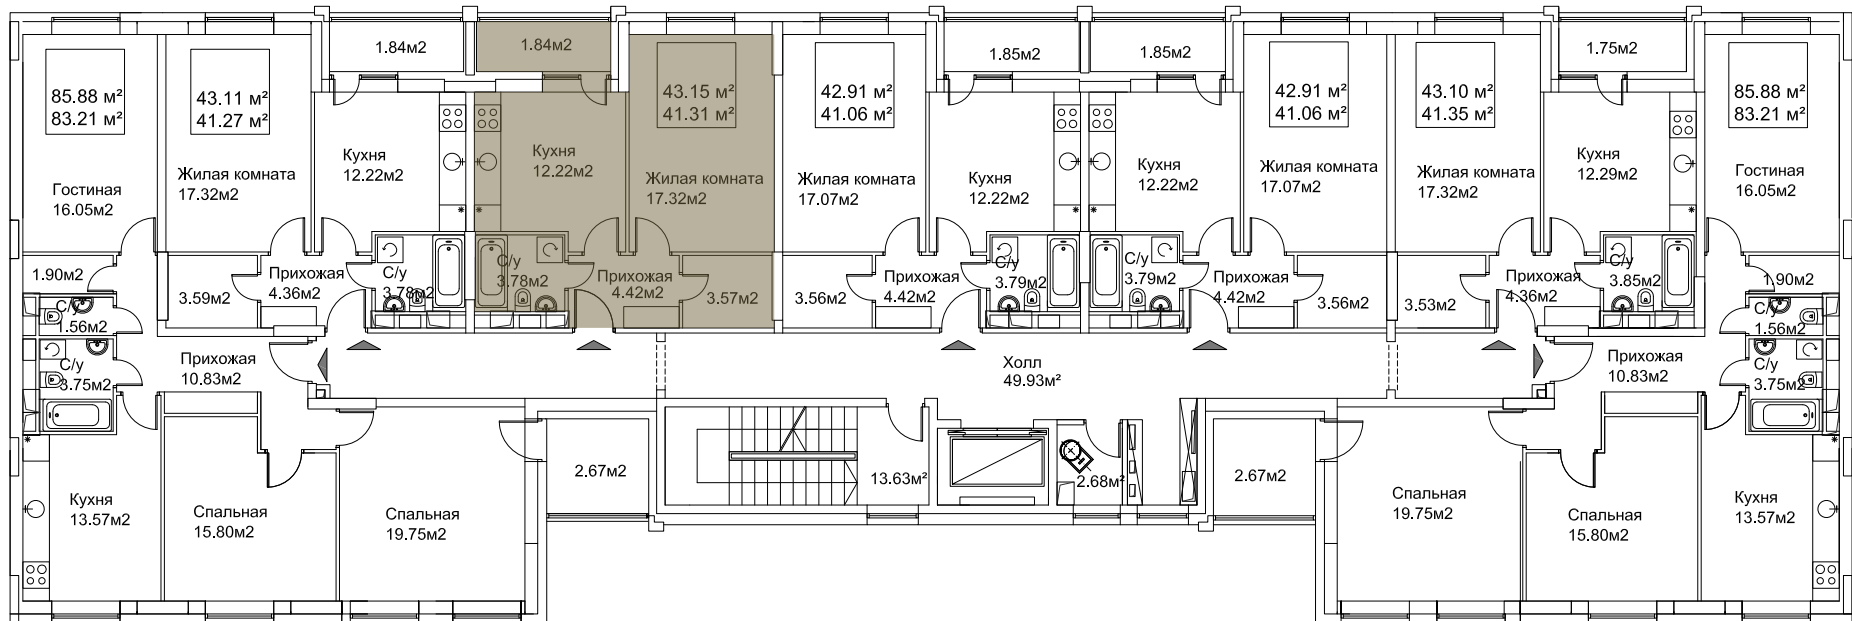 1.84м2
1.84м2
1.85м2
1.85м2
1.75м2
85.88 м²
83.21 м²
43.11 м²
41.27 м²
43.15 м²
41.31 м²
42.91 м²
41.06 м²
42.91 м²
41.06 м²
43.10 м²
41.35 м²
85.88 м²
83.21 м²
Гостиная
16.05м2
Жилая комната
17.32м2
Кухня
12.22м2
Кухня
12.22м2
Жилая комната
17.32м2
Жилая комната
17.07м2
Кухня
12.22м2
Кухня
12.22м2
Жилая комната
17.07м2
Жилая комната
17.32м2
Кухня
12.29м2
Гостиная
16.05м2
1.90м2
3.59м2
Прихожая
4.36м2
С/у
3.78м2
С/у
3.78м2
Прихожая
4.42м2
3.57м2
3.56м2
Прихожая
4.42м2
С/у
3.79м2
С/у
3.79м2
Прихожая
4.42м2
3.56м2
3.53м2
Прихожая
4.36м2
С/у
3.85м2
1.90м2
С/у
1.56м2
С/у
1.56м2
С/у
3.75м2
Прихожая
10.83м2
Холл
49.93м²
Прихожая
10.83м2
С/у
3.75м2
Кухня
13.57м2
Спальная
15.80м2
Спальная
19.75м2
2.67м2
13.63м²
2.68м²
2.67м2
Спальная
19.75м2
Спальная
15.80м2
Кухня
13.57м2